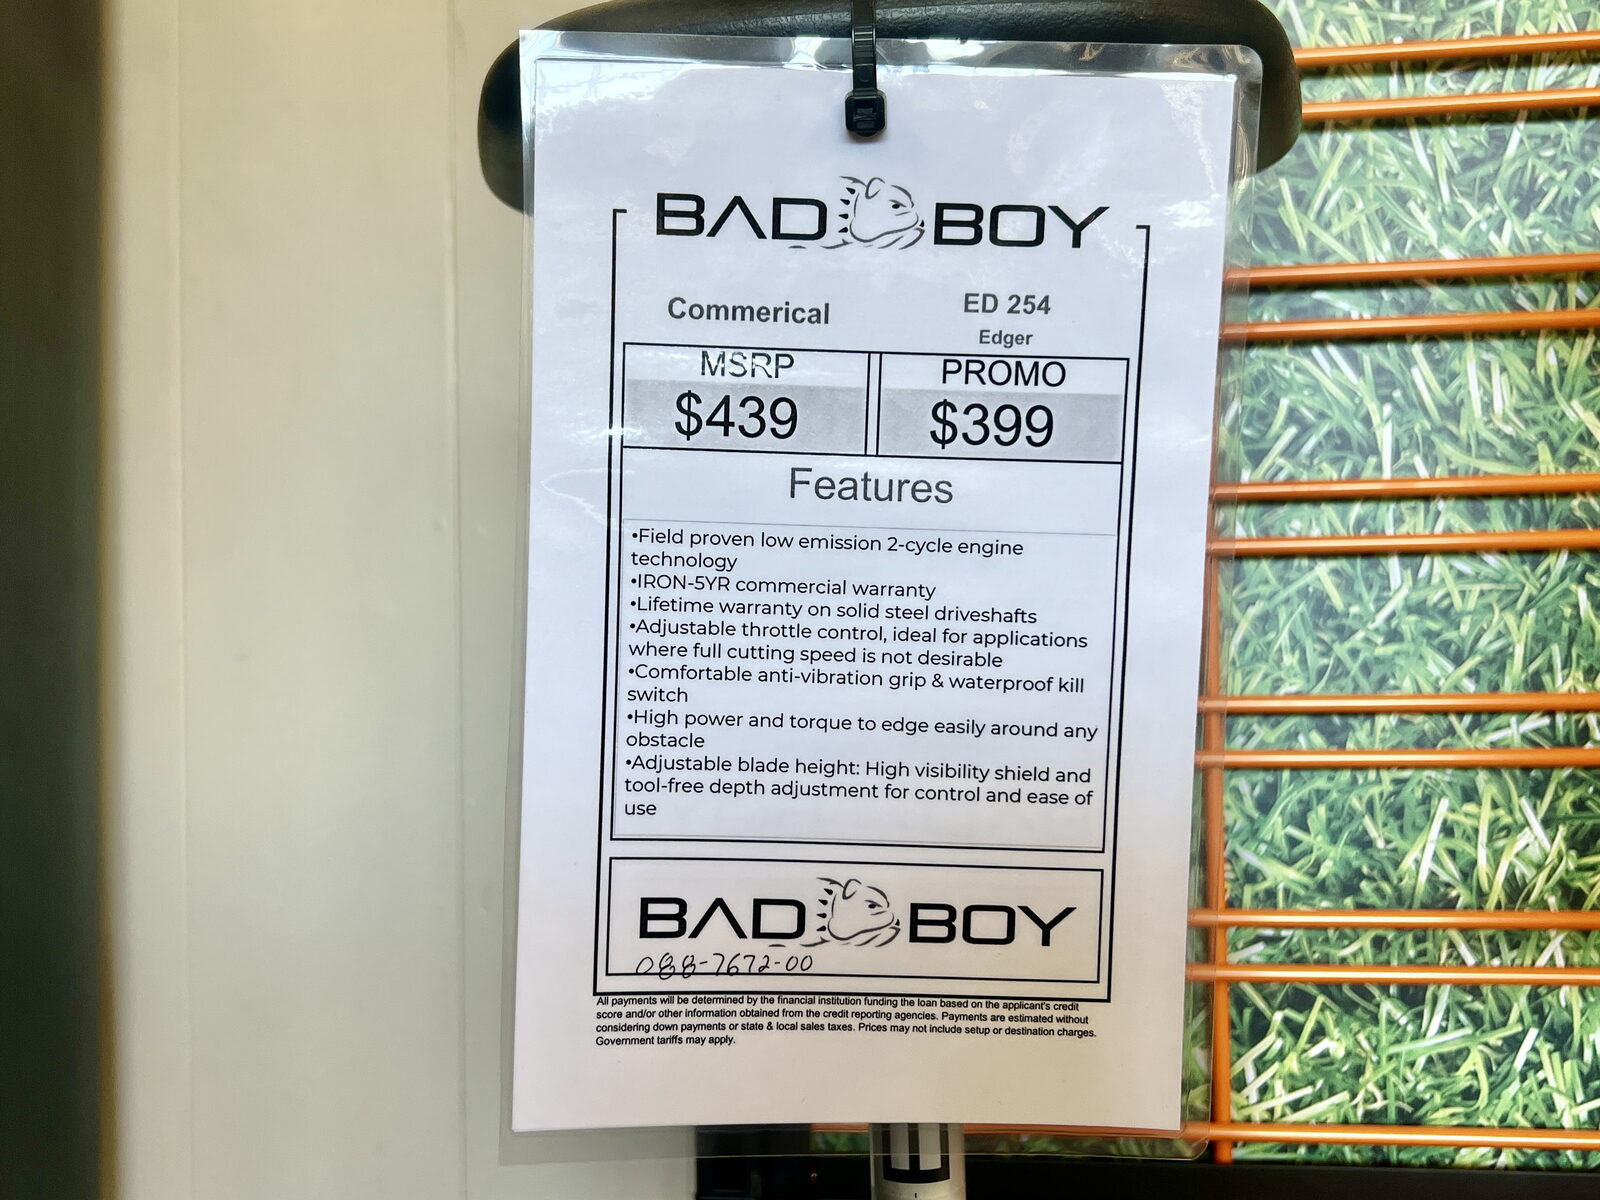 BAD BOY
Commerical
ED 254
Edger
MSRP
PROMO
$439
$399
Features
•Field proven low emission 2-cycle engine
technology
•IRON-5YR commercial warranty
•Lifetime warranty on solid steel driveshafts
•Adjustable throttle control, ideal for applications
where full cutting speed is not desirable
•Comfortable anti-vibration grip & waterproof kill
switch
•High power and torque to edge easily around any
obstacle
•Adjustable blade height: High visibility shield and
tool-free depth adjustment for control and ease of
use
BAD BOY
088-7672-00
All payments will be determined by the financial institution funding the loan based on the applicant's credit
score and/or other information obtained from the credit reporting agencies. Payments are estimated without
considering down payments or state & local sales taxes. Prices may not include setup or destination charges.
Government tariffs may apply.